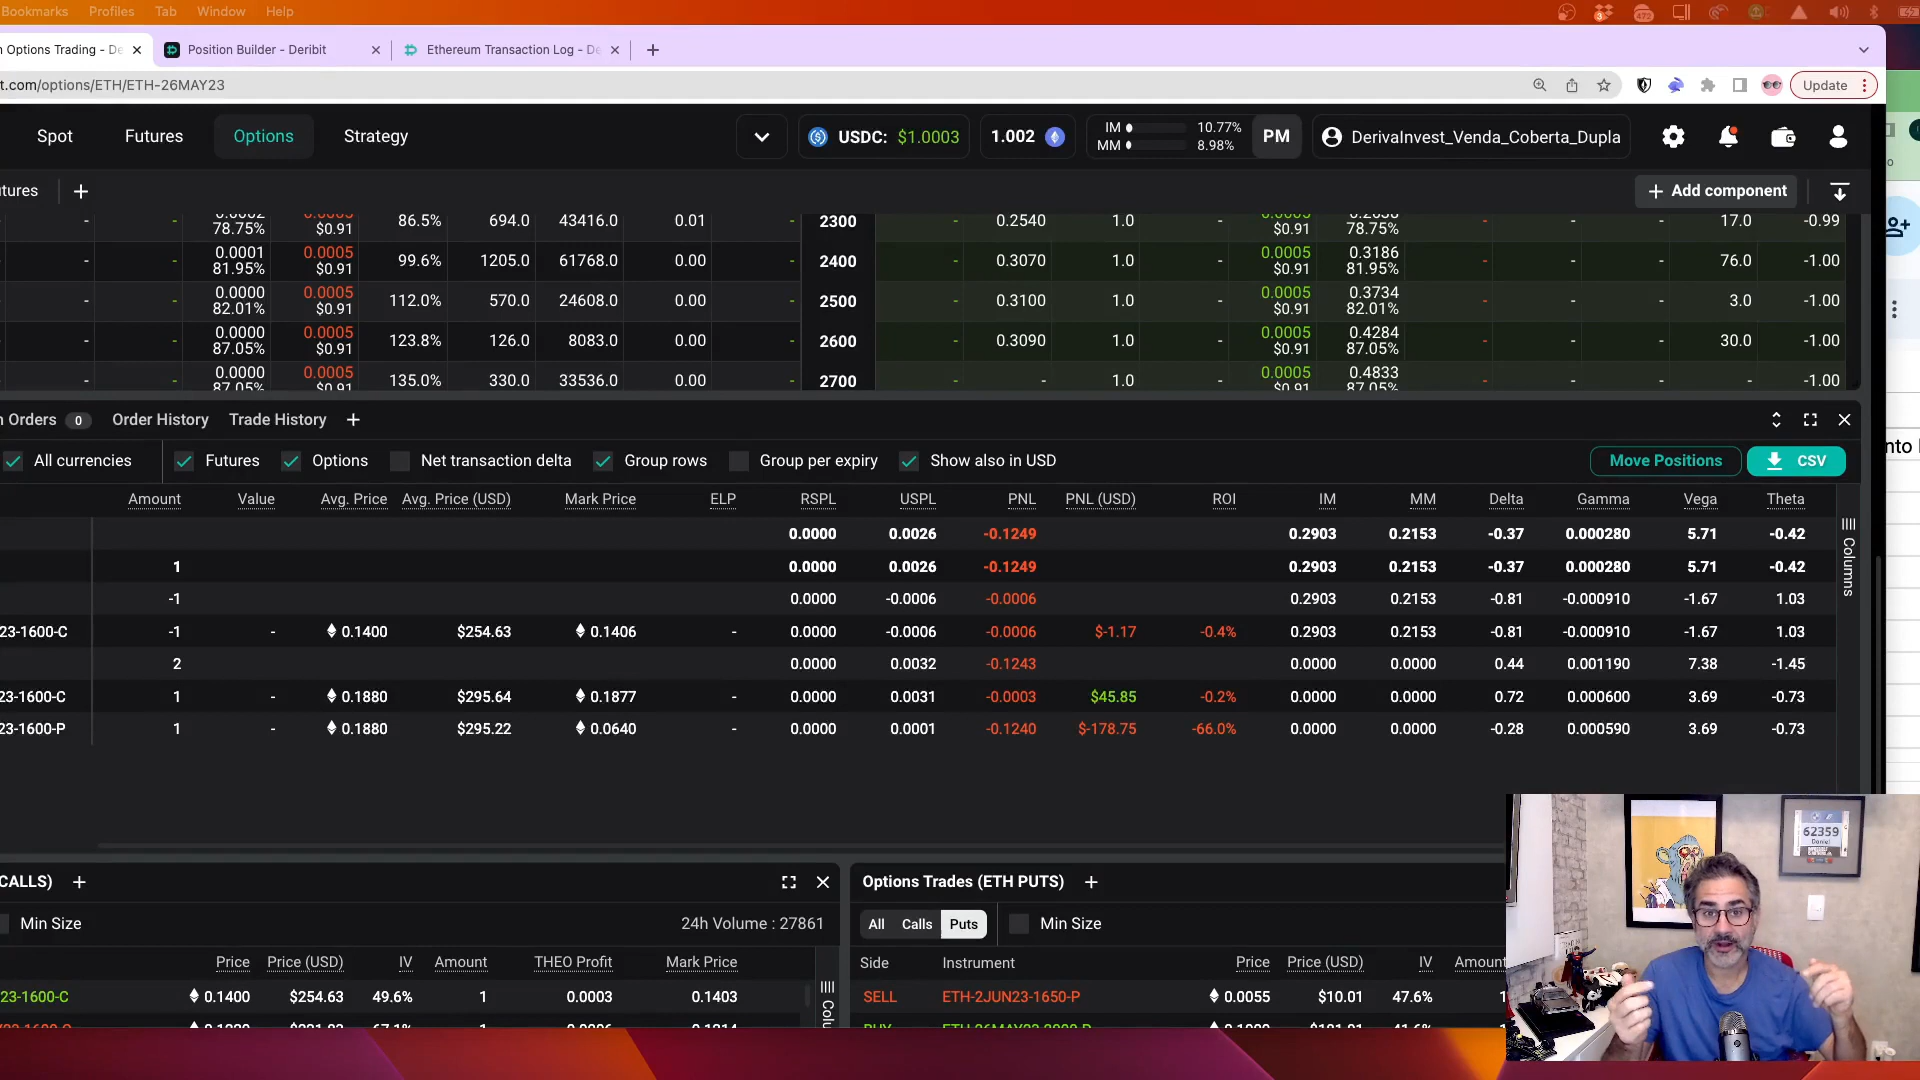 Bookmarks Profiles Tab Window Help
n Options Trading - De × Position Builder - Deribit × Ethereum Transaction Log - De × +
t.com/options/ETH/ETH-26MAY23 Update
Spot Futures Options Strategy USDC: $1.0003 1.002 IM 10.77% MM 8.98% PM DerivaInvest_Venda_Coberta_Dupla
tures + + Add component
78.75% $0.91 86.5% 694.0 43416.0 0.01 - 2300 - 0.2540 1.0 - $0.91 78.75% - - - 17.0 -0.99
- - 0.0001 0.0005 99.6% 1205.0 61768.0 0.00 - 2400 - 0.3070 1.0 - 0.0005 0.3186 - - - 76.0 -1.00
81.95% $0.91 $0.91 81.95%
- - 0.0000 0.0005 112.0% 570.0 24608.0 0.00 - 2500 - 0.3100 1.0 - 0.0005 0.3734 - - - 3.0 -1.00
82.01% $0.91 $0.91 82.01%
- - 0.0000 0.0005 123.8% 126.0 8083.0 0.00 - 2600 - 0.3090 1.0 - 0.0005 0.4284 - - - 30.0 -1.00
87.05% $0.91 $0.91 87.05%
- - 0.0000 0.0005 135.0% 330.0 33536.0 0.00 - 2700 - - 1.0 - 0.0005 0.4833 - - - - -1.00
87.05% $0.91 $0.91 87.05%
n Orders 0 Order History Trade History +
All currencies Futures Options Net transaction delta Group rows Group per expiry Show also in USD Move Positions CSV
Amount Value Avg. Price Avg. Price (USD) Mark Price ELP RSPL USPL PNL PNL (USD) ROI IM MM Delta Gamma Vega Theta
0.0000 0.0026 -0.1249 0.2903 0.2153 -0.37 0.000280 5.71 -0.42
1 0.0000 0.0026 -0.1249 0.2903 0.2153 -0.37 0.000280 5.71 -0.42
-1 0.0000 -0.0006 -0.0006 0.2903 0.2153 -0.81 -0.000910 -1.67 1.03
23-1600-C -1 - 0.1400 $254.63 0.1406 - 0.0000 -0.0006 -0.0006 $-1.17 -0.4% 0.2903 0.2153 -0.81 -0.000910 -1.67 1.03
2 0.0000 0.0032 -0.1243 0.0000 0.0000 0.44 0.001190 7.38 -1.45
23-1600-C 1 - 0.1880 $295.64 0.1877 - 0.0000 0.0031 -0.0003 $45.85 -0.2% 0.0000 0.0000 0.72 0.000600 3.69 -0.73
23-1600-P 1 - 0.1880 $295.22 0.0640 - 0.0000 0.0001 -0.1240 $-178.75 -66.0% 0.0000 0.0000 -0.28 0.000590 3.69 -0.73
Columns
nto
CALLS) +
Min Size 24h Volume : 27861
Price Price (USD) IV Amount THEO Profit Mark Price
23-1600-C 0.1400 $254.63 49.6% 1 0.0003 0.1403
Options Trades (ETH PUTS) +
All Calls Puts Min Size
Side Instrument Price Price (USD) IV Amount
SELL ETH-2JUN23-1650-P 0.0055 $10.01 47.6% 1
62359
Daniel